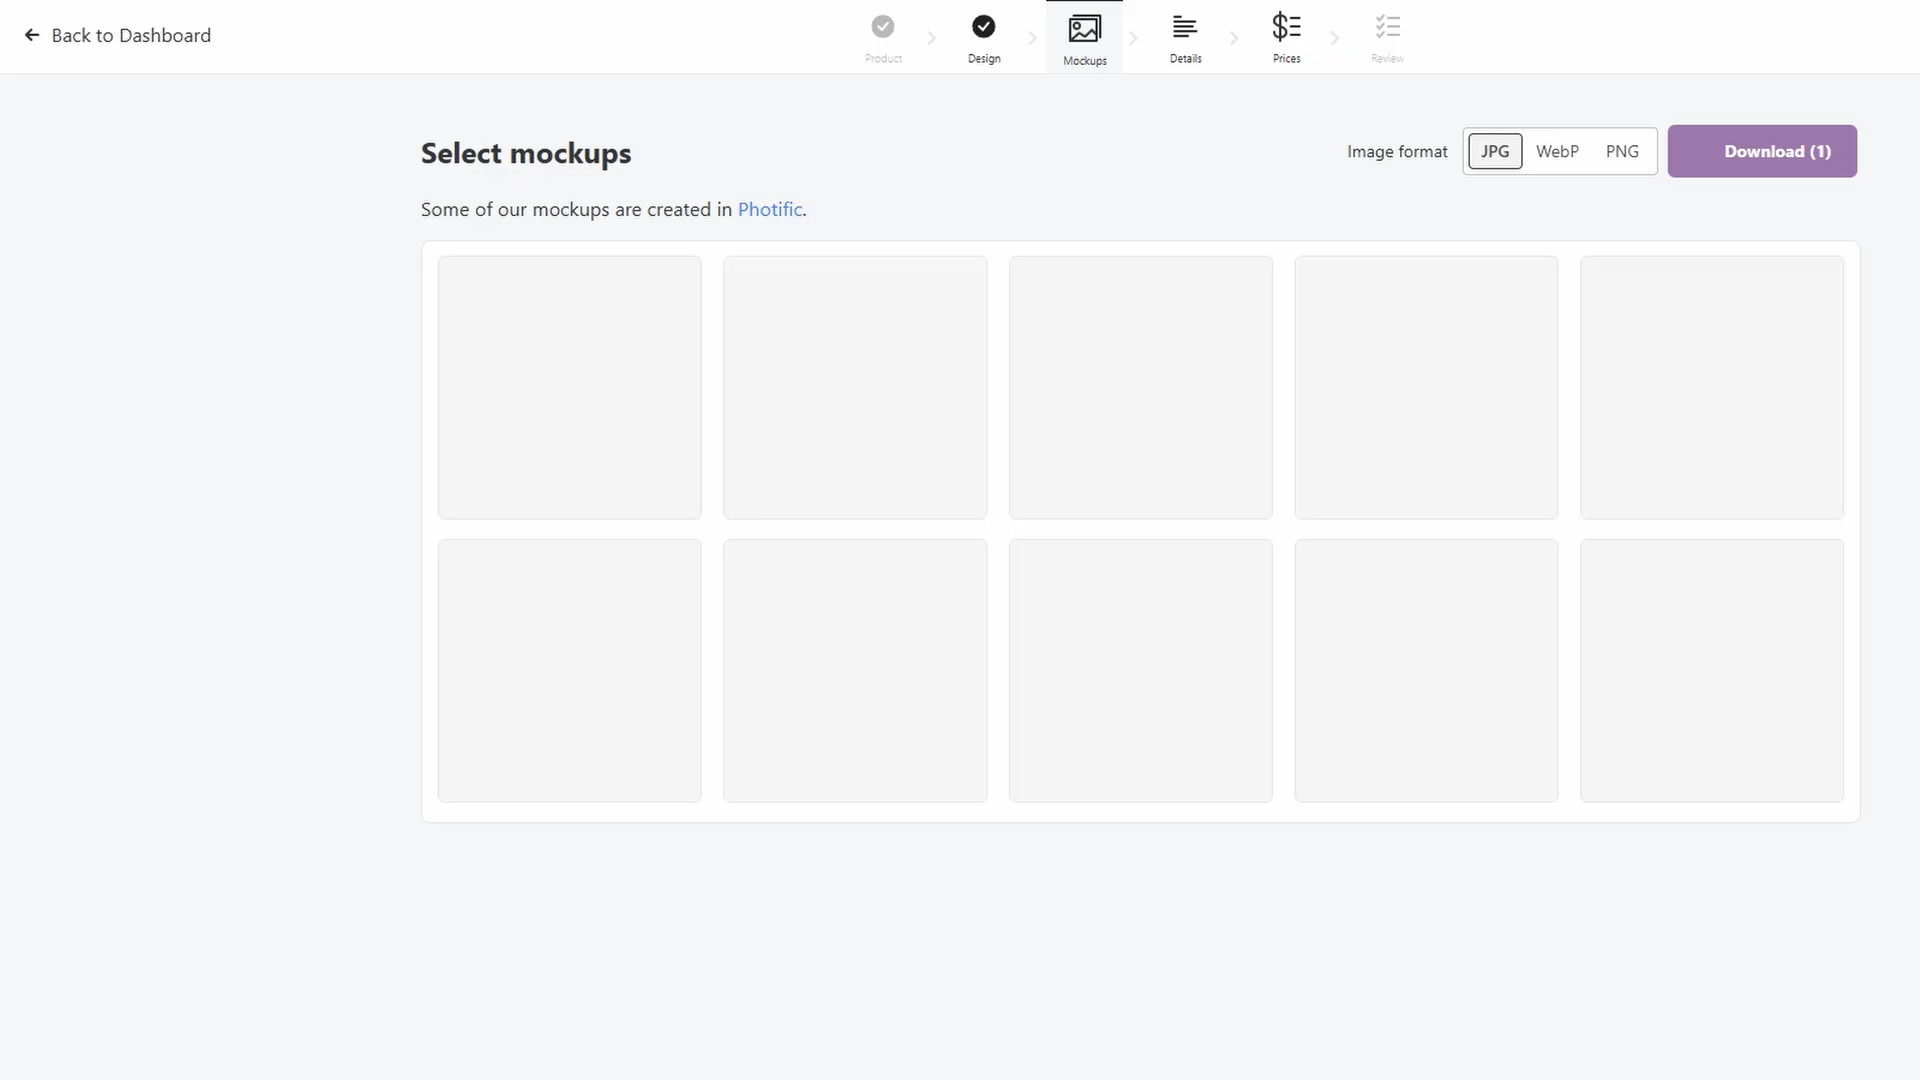 Back to Dashboard
Product
Design
Mockups
Details
Prices
Review
Select mockups
Image format
JPG
WebP
PNG
Download (1)
Some of our mockups are created in Photific.